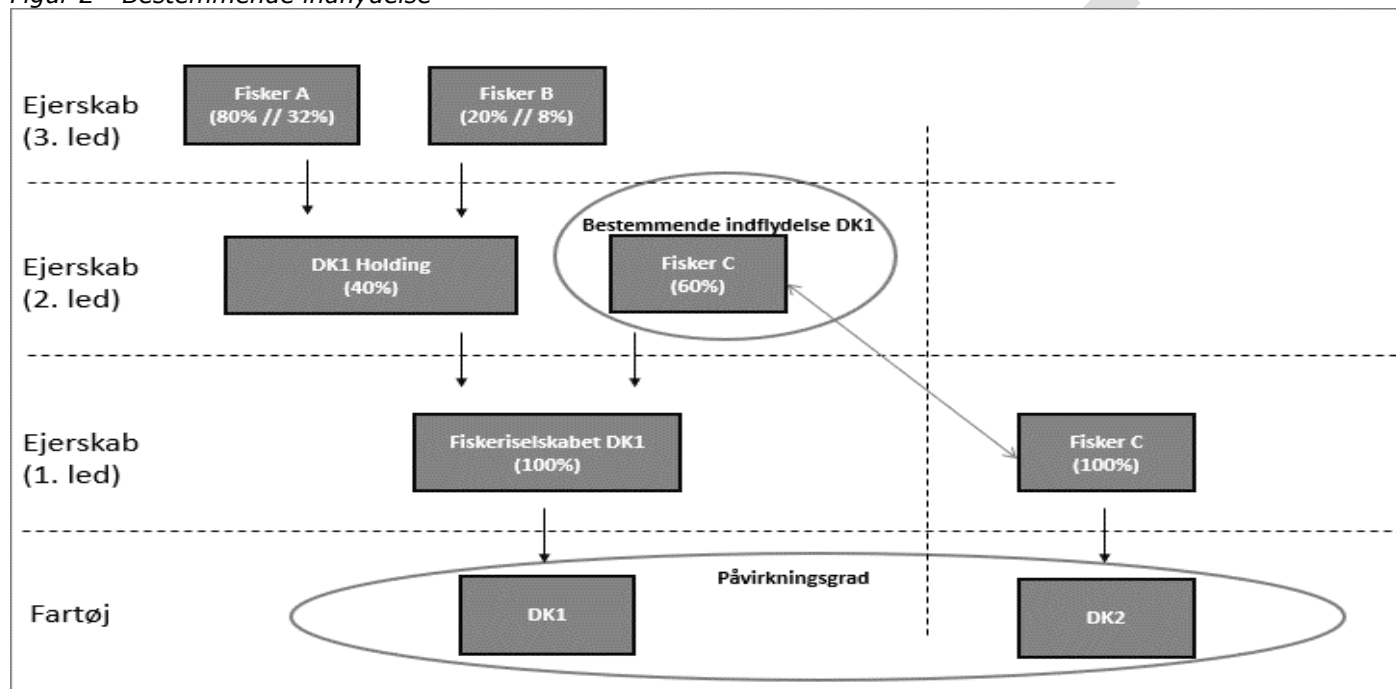 Figur 2 – Bestemmende indflydelse
Ejerskab
(3. led)
Fisker A
(80% // 32%)
Fisker B
(20% // 8%)
Ejerskab
(2. led)
DK1 Holding
(40%)
Bestemmende indflydelse DK1
Fisker C
(60%)
Ejerskab
(1. led)
Fiskeriselskabet DK1
(100%)
Fisker C
(100%)
Fartøj
Påvirkningsgrad
DK1
DK2